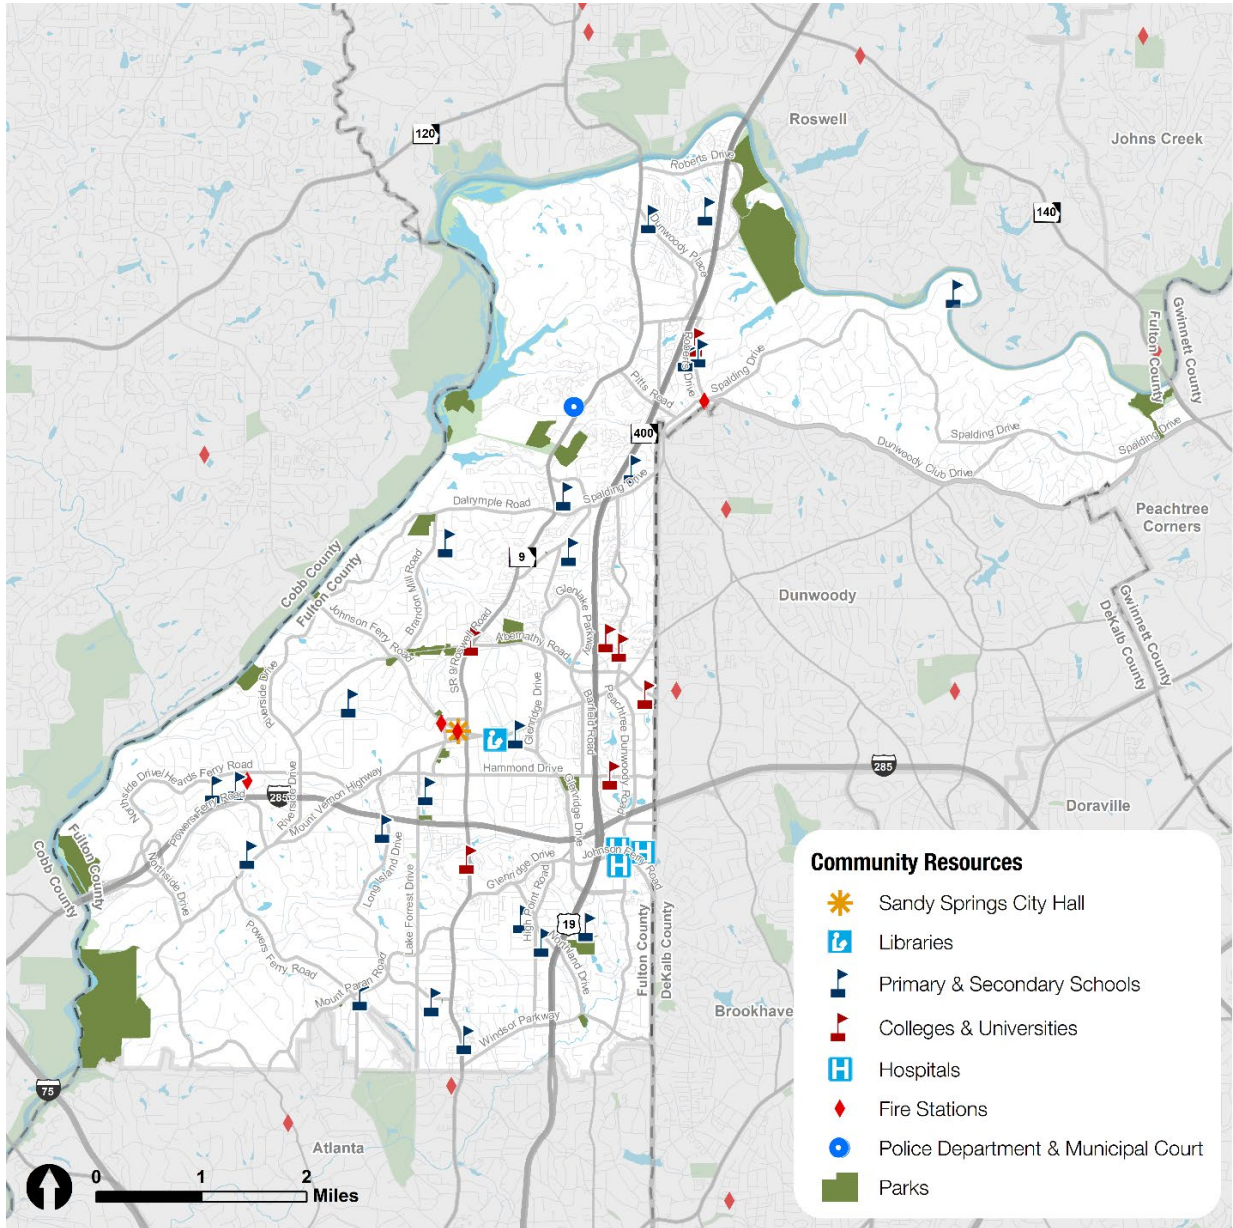 Roswell
Johns Creek
120
Roberts Drive
140
Dunwoody Place
Fulton County
Gwinnett County
Roberts Drive
Spalding Drive
Pitts Road
400
Spalding Drive
Spalding Drive
Dunwoody Club Drive
Dalrymple Road
Spalding Drive
Peachtree
Corners
9
Cobb County
Fulton County
Brandon Mill Road
Glenlake Parkway
Dunwoody
Gwinnett County
DeKalb County
Johnson Ferry Road
SR 9/Roswell Road
Abernathy Road
Riverside Drive
Glenridge Drive
Barfield Road
Peachtree Dunwoody Road
Northside Drive/Heards Ferry Road
Hammond Drive
285
285
Riverside Drive
Mount Vernon Highway
Powers Ferry Road
Glenridge Drive
Doraville
Fulton County
Cobb County
Northside Drive
Long Island Drive
Lake Forrest Drive
Glenridge Drive
Johnson Ferry Road
High Point Road
19
Northland Drive
Fulton County
DeKalb County
Powers Ferry Road
Mount Paran Road
Windsor Parkway
Brookhave
75
Atlanta
0 1 2
Miles
Community Resources
Sandy Springs City Hall
Libraries
Primary & Secondary Schools
Colleges & Universities
H Hospitals
Fire Stations
Police Department & Municipal Court
Parks